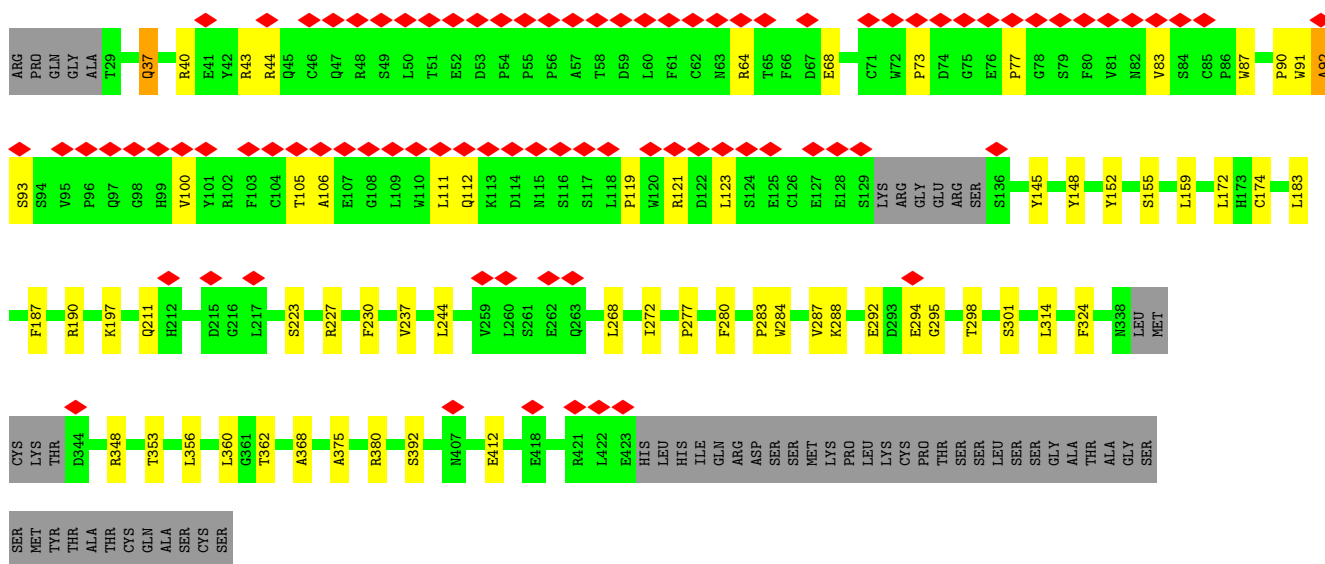 ARG PRO GLN GLY ALA T29 Q37 R40 E41 Y42 R43 R44 Q45 C46 Q47 R48 S49 L50 T51 E52 D53 P54 P55 P56 A57 T58 D59 L60 F61 C62 N63 R64 T65 F66 D67 E68 C71 W72 P73 D74 G75 E76 P77 G78 S79 F80 V81 N82 V83 S84 C85 P86 W87 P90 W91 A92
S93 S94 V95 P96 Q97 G98 H99 V100 Y101 R102 F103 C104 T105 A106 E107 G108 L109 W110 L111 Q112 K113 D114 N115 S116 S117 L118 P119 W120 R121 D122 L123 S124 E125 C126 E127 E128 S129 LYS ARG GLY GLU ARG SER S136 Y145 Y148 Y152 S155 L159 L172 H173 C174 L183
F187 R190 K197 Q211 H212 D215 G216 L217 S223 R227 F230 V237 L244 V259 L260 S261 E262 Q263 L268 I272 P277 F280 P283 W284 V287 K288 E292 D293 E294 G295 T298 S301 L314 F324 N338 LEU MET
CYS LYS THR D344 R348 T353 L356 L360 G361 T362 A368 A375 R380 S392 N407 E412 E418 R421 L422 E423 HIS LEU HIS ILE GLN ARG ASP SER SER MET LYS PRO LEU LYS CYS PRO THR SER SER LEU SER SER GLY ALA THR ALA GLY SER
SER MET TYR THR ALA THR CYS GLN ALA SER CYS SER